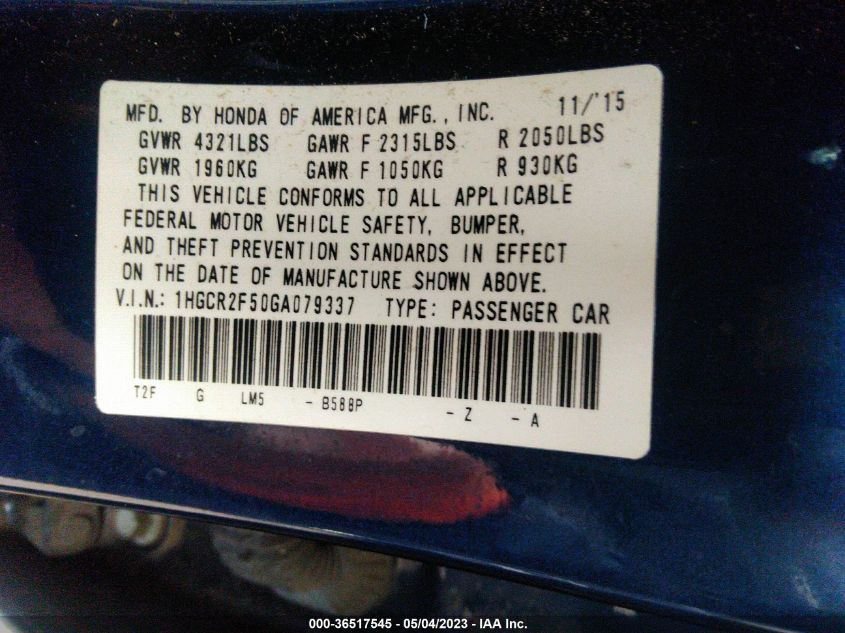 MFD. BY HONDA OF AMERICA MFG., INC. 11/'15
GVWR 4321LBS GAWR F 2315LBS R 2050LBS
GVWR 1960KG GAWR F 1050KG R 930KG
THIS VEHICLE CONFORMS TO ALL APPLICABLE
FEDERAL MOTOR VEHICLE SAFETY, BUMPER,
AND THEFT PREVENTION STANDARDS IN EFFECT
ON THE DATE OF MANUFACTURE SHOWN ABOVE.
V.I.N.: 1HGCR2F50GA079337 TYPE: PASSENGER CAR
T2F G LM5 - B588P - Z - A
000-36517545 - 05/04/2023 - IAA Inc.